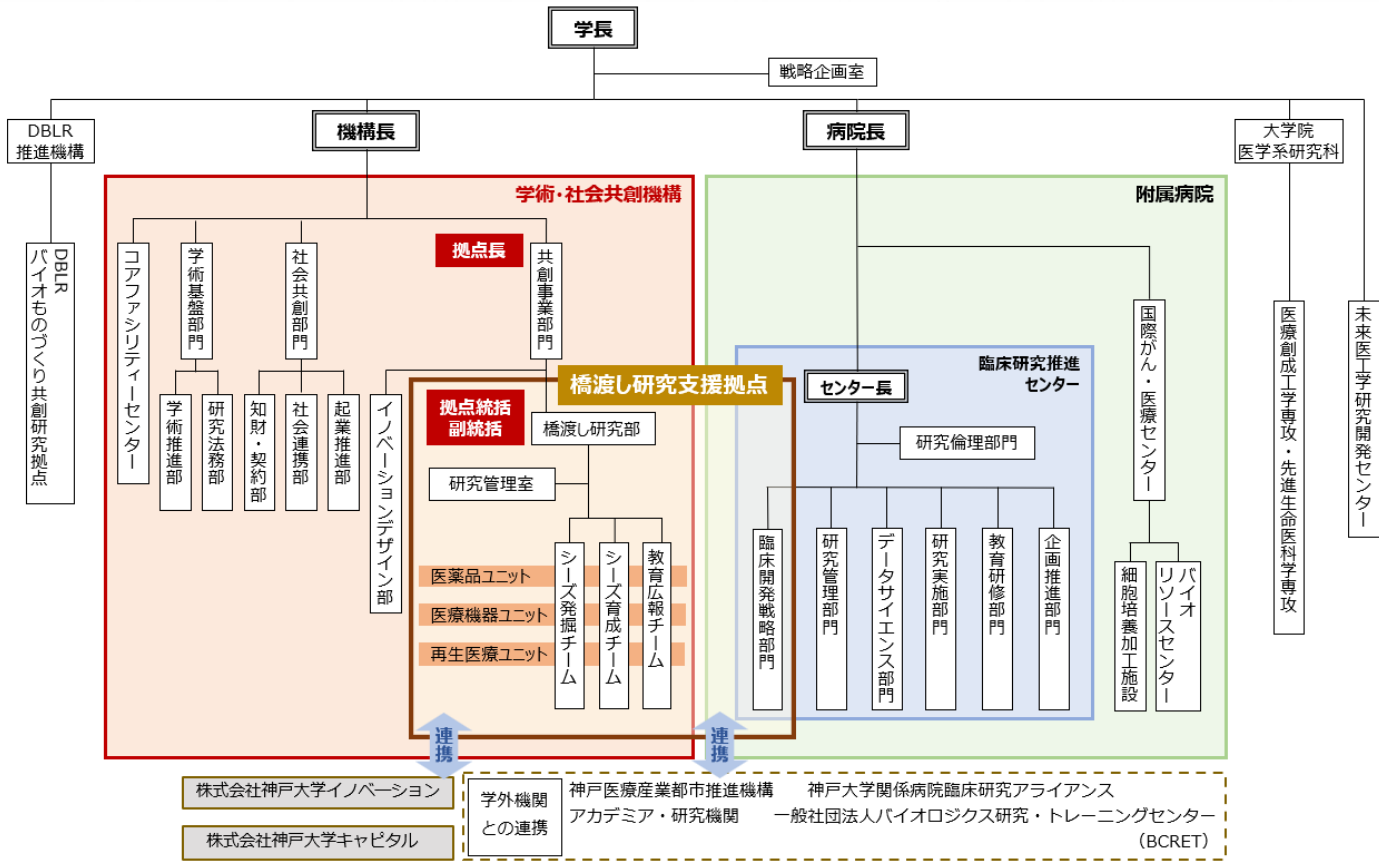 学長
戦略企画室
DBLR
推進機構
機構長
病院長
大学院
医学系研究科
学術・社会共創機構
附属病院
DBLR
バイオものづくり共創研究拠点
コアファシリティーセンター
学術基盤部門
社会共創部門
拠点長
共創事業部門
国際がん・医療センター
医療創成工学専攻・先進生命医科学専攻
未来医工学研究開発センター
臨床研究推進
センター
橋渡し研究支援拠点
センター長
学術推進部
研究法務部
知財・契約部
社会連携部
起業推進部
イノベーションデザイン部
拠点統括
副統括
橋渡し研究部
研究倫理部門
研究管理室
シーズ発掘チーム
シーズ育成チーム
教育広報チーム
医薬品ユニット
医療機器ユニット
再生医療ユニット
臨床開発戦略部門
研究管理部門
データサイエンス部門
研究実施部門
教育研修部門
企画推進部門
細胞培養加工施設
バイオ
リソースセンター
連携
連携
株式会社神戸大学イノベーション
株式会社神戸大学キャピタル
学外機関
との連携
神戸医療産業都市推進機構 神戸大学関係病院臨床研究アライアンス
アカデミア・研究機関 一般社団法人バイオロジクス研究・トレーニングセンター
（BCRET）